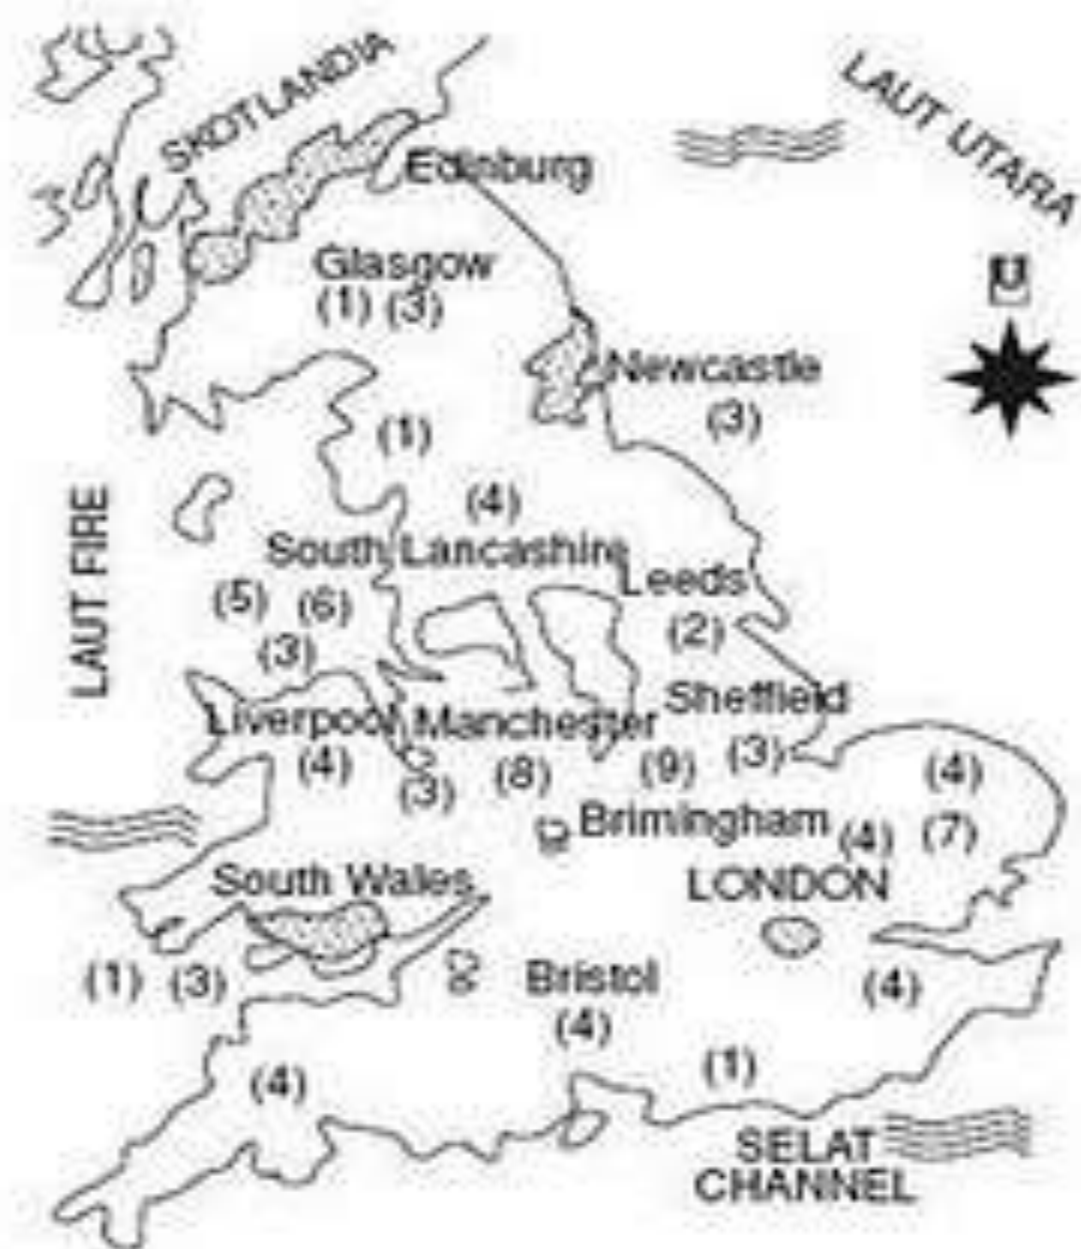 SKOTLANDIA
LAUT UTARA
Edinburg
U
Glasgow
(1) (3)
Newcastle
(3)
(1)
(4)
LAUT FIRE
South Lancashire
Leeds
(5) (6)
(2)
(3)
Sheffield
Liverpool Manchester
(4) (3) (8) (9) (3) (4)
Brimingham (4) (7)
South Wales
LONDON
(1) (3)
Bristol
(4)
(4)
(1)
(4)
SELAT
CHANNEL